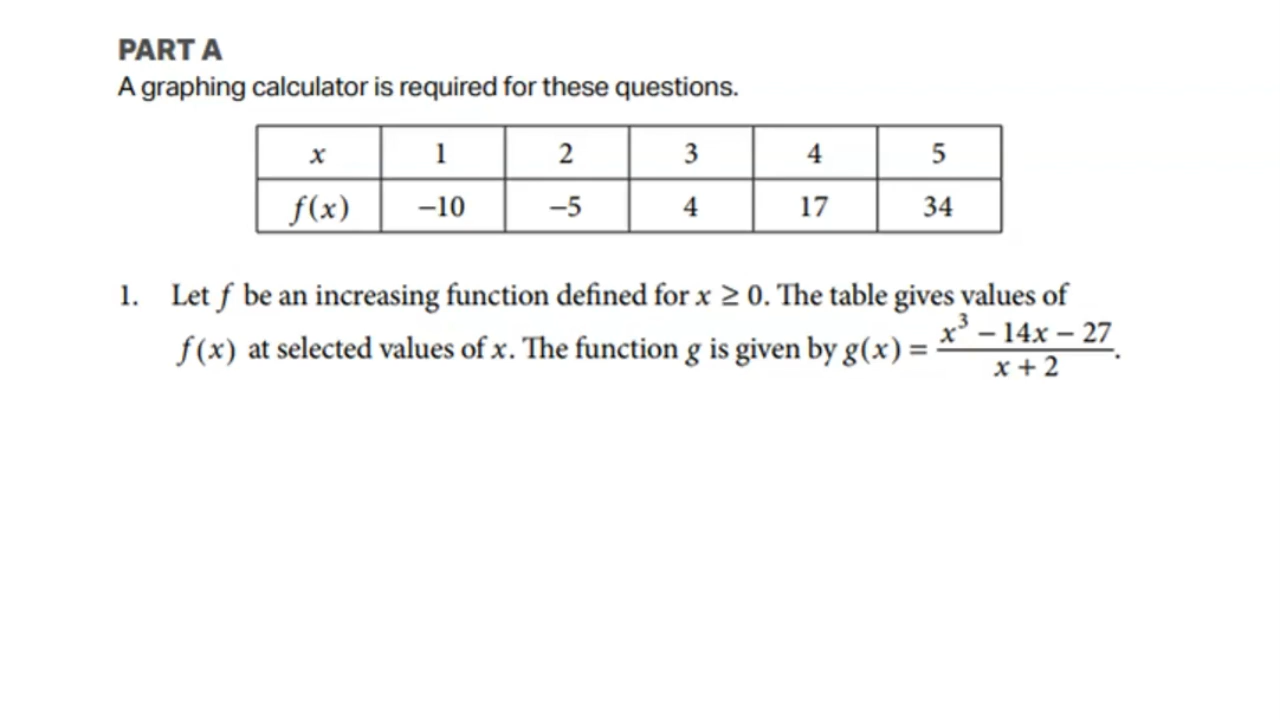 PART A
A graphing calculator is required for these questions.
x 1 2 3 4 5
f(x) −10 −5 4 17 34
1. Let f be an increasing function defined for x ≥ 0. The table gives values of
f(x) at selected values of x. The function g is given by g(x) = (x³ − 14x − 27)/(x + 2).